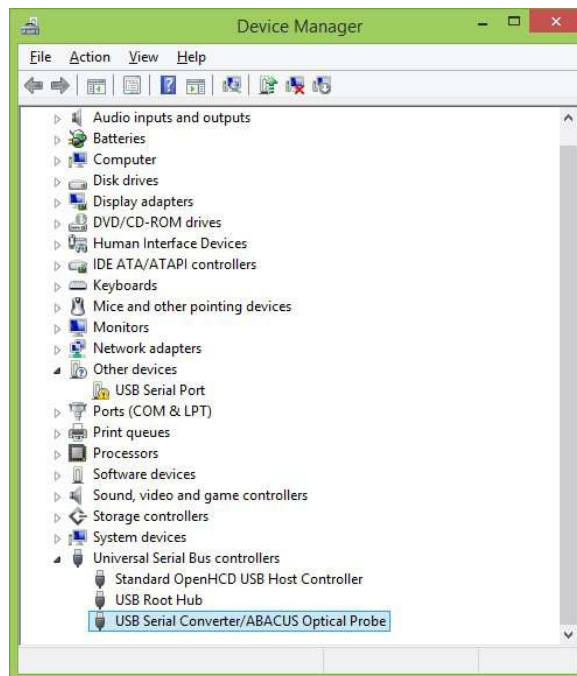 Device Manager
File Action View Help
Audio inputs and outputs
Batteries
Computer
Disk drives
Display adapters
DVD/CD-ROM drives
Human Interface Devices
IDE ATA/ATAPI controllers
Keyboards
Mice and other pointing devices
Monitors
Network adapters
Other devices
USB Serial Port
Ports (COM & LPT)
Print queues
Processors
Software devices
Sound, video and game controllers
Storage controllers
System devices
Universal Serial Bus controllers
Standard OpenHCD USB Host Controller
USB Root Hub
USB Serial Converter/ABACUS Optical Probe